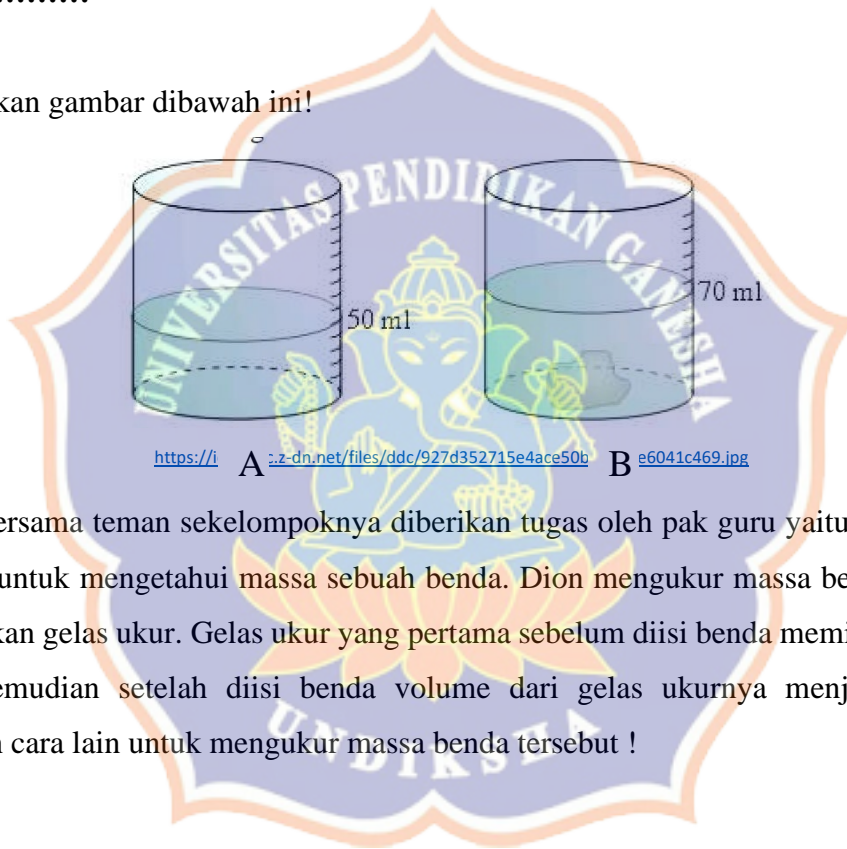 kan gambar dibawah ini!
UNIVERSITAS PENDIDIKAN GANESHA
50 ml
70 ml
https://i
A
c.z-dn.net/files/ddc/927d352715e4ace50b
B
e6041c469.jpg
ersama teman sekelompoknya diberikan tugas oleh pak guru yaitu
untuk mengetahui massa sebuah benda. Dion mengukur massa be
kan gelas ukur. Gelas ukur yang pertama sebelum diisi benda memi
emudian setelah diisi benda volume dari gelas ukurnya menj
cara lain untuk mengukur massa benda tersebut !
UNDIKSHA